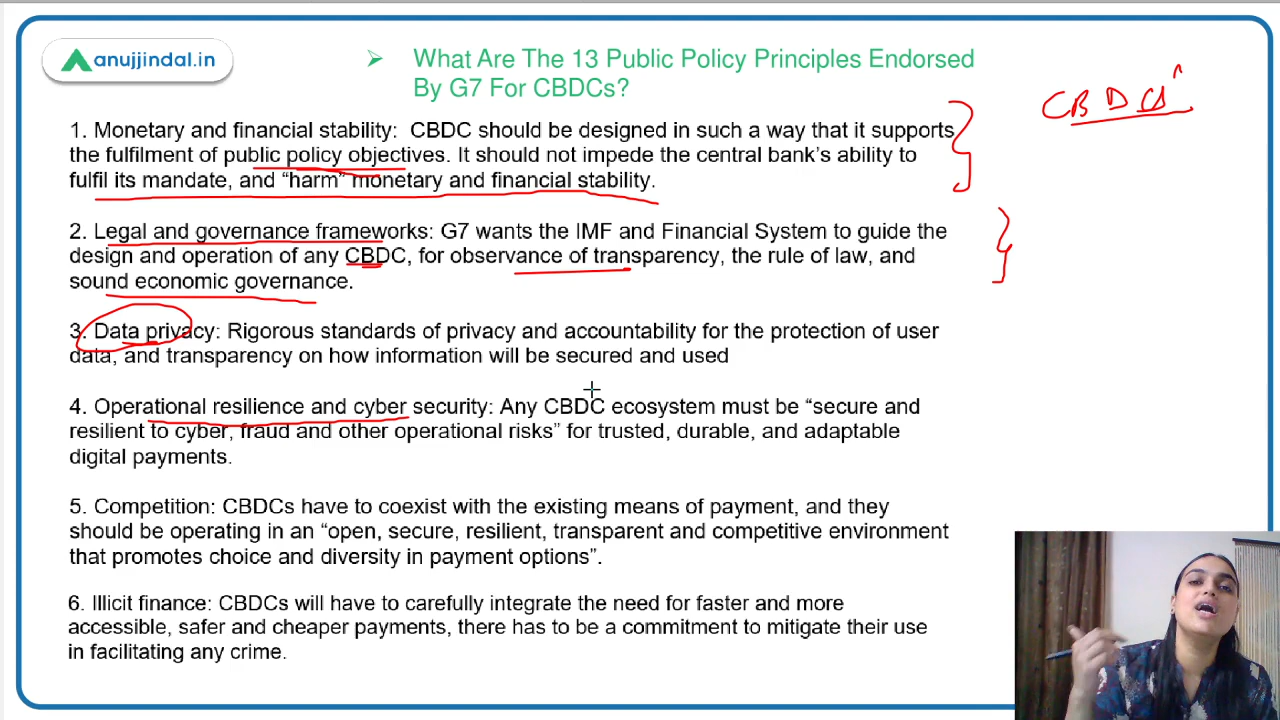 anujjindal.in
What Are The 13 Public Policy Principles Endorsed
By G7 For CBDCs?
CBDCs
1. Monetary and financial stability: CBDC should be designed in such a way that it supports
the fulfilment of public policy objectives. It should not impede the central bank's ability to
fulfil its mandate, and “harm” monetary and financial stability.
2. Legal and governance frameworks: G7 wants the IMF and Financial System to guide the
design and operation of any CBDC, for observance of transparency, the rule of law, and
sound economic governance.
3. Data privacy: Rigorous standards of privacy and accountability for the protection of user
data, and transparency on how information will be secured and used
4. Operational resilience and cyber security: Any CBDC ecosystem must be “secure and
resilient to cyber, fraud and other operational risks” for trusted, durable, and adaptable
digital payments.
5. Competition: CBDCs have to coexist with the existing means of payment, and they
should be operating in an “open, secure, resilient, transparent and competitive environment
that promotes choice and diversity in payment options”.
6. Illicit finance: CBDCs will have to carefully integrate the need for faster and more
accessible, safer and cheaper payments, there has to be a commitment to mitigate their use
in facilitating any crime.